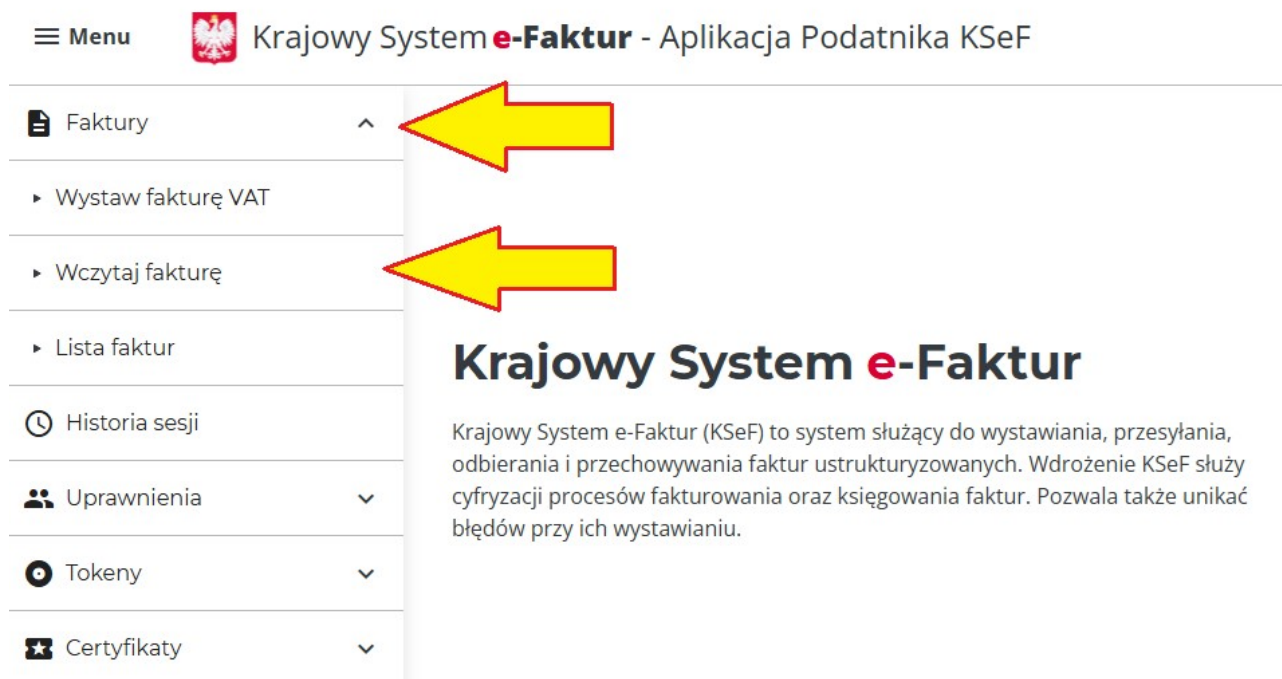 Menu
Krajowy System e-Faktur - Aplikacja Podatnika KSeF
Faktury
Wystaw fakturę VAT
Wczytaj fakturę
Lista faktur
Historia sesji
Uprawnienia
Tokeny
Certyfikaty
Krajowy System e-Faktur
Krajowy System e-Faktur (KSeF) to system służący do wystawiania, przesyłania,
odbierania i przechowywania faktur ustrukturyzowanych. Wdrożenie KSeF służy
cyfryzacji procesów fakturowania oraz księgowania faktur. Pozwala także unikać
błędów przy ich wystawianiu.